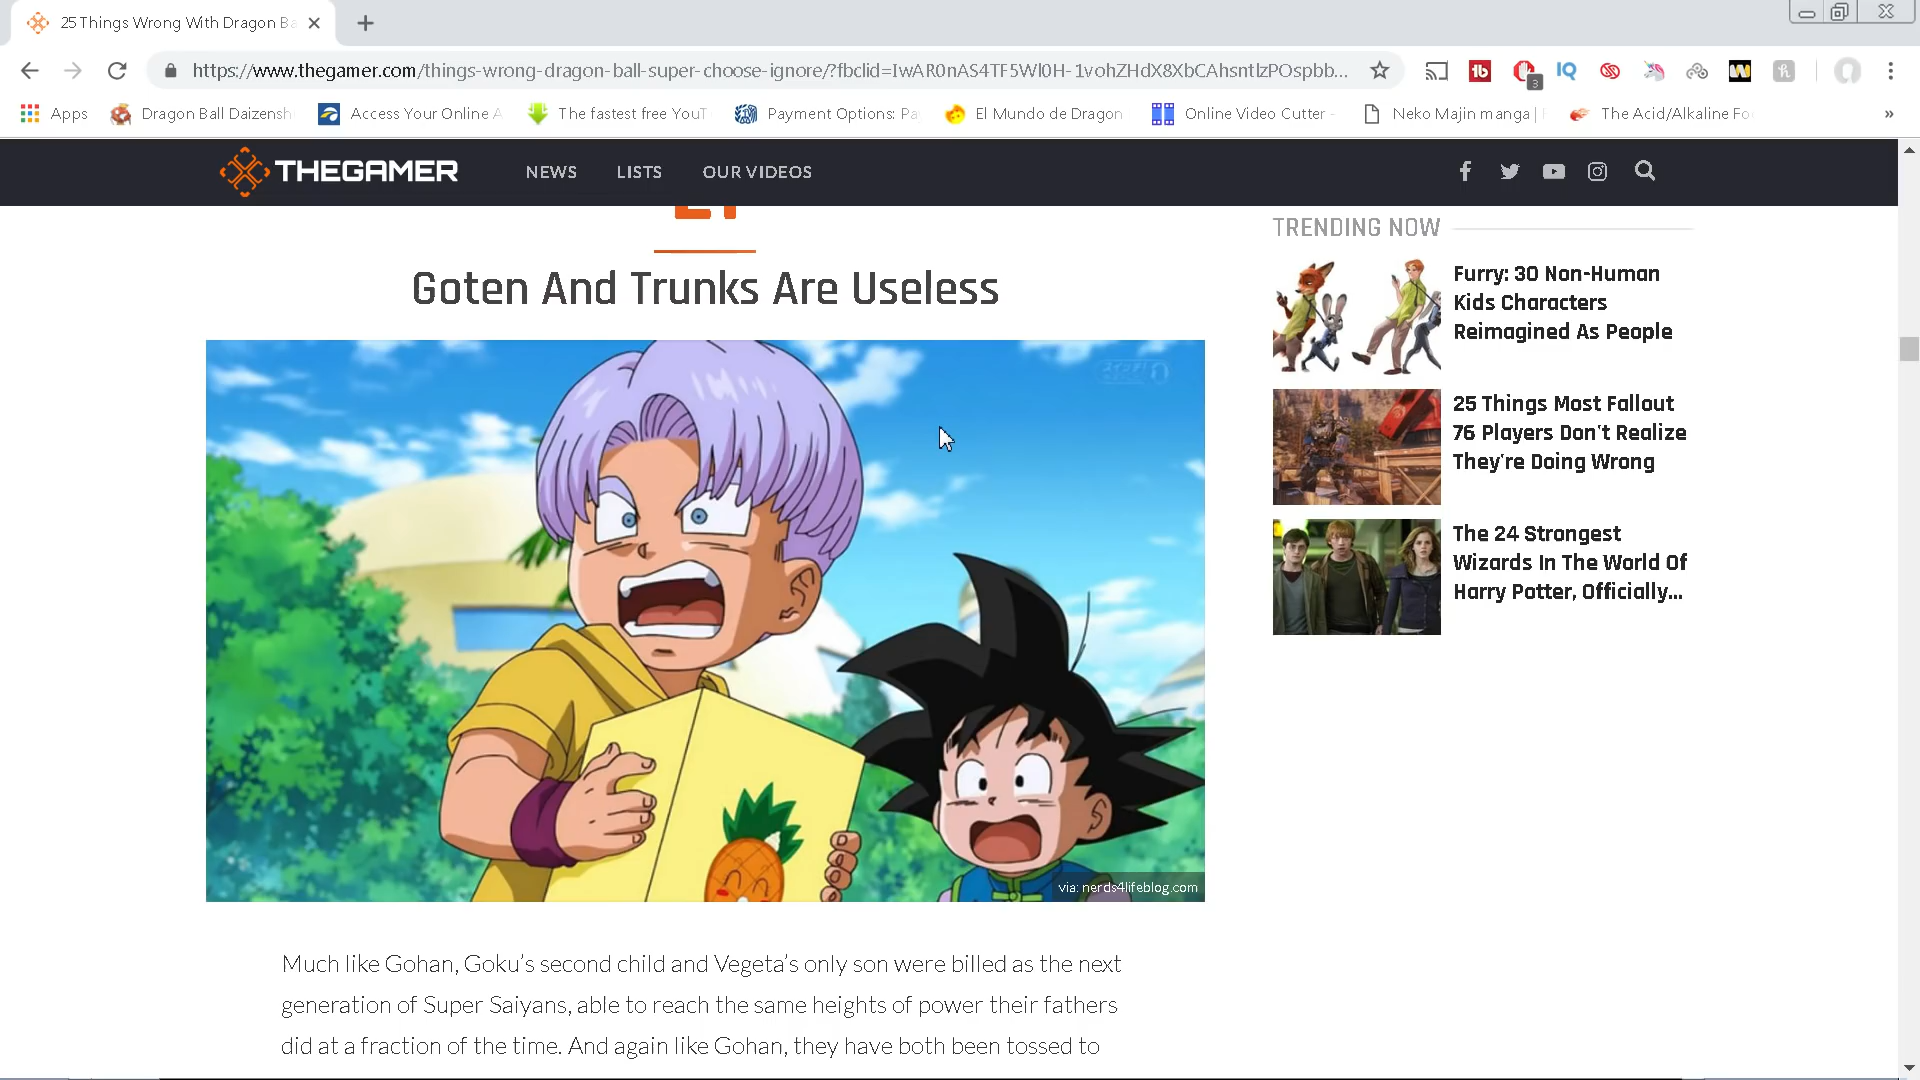 25 Things Wrong With Dragon Ba
https://www.thegamer.com/things-wrong-dragon-ball-super-choose-ignore/?fbclid=IwAR0nAS4TF5Wl0H-1vohZHdX8XbCAhsntlzPOspbb...
3
Apps
Dragon Ball Daizensh
Access Your Online A
The fastest free YouT
Payment Options: Pa
El Mundo de Dragon
Online Video Cutter -
Neko Majin manga |
The Acid/Alkaline Fo
»
THEGAMER
NEWS
LISTS
OUR VIDEOS
Goten And Trunks Are Useless
via: nerds4lifeblog.com
Much like Gohan, Goku’s second child and Vegeta’s only son were billed as the next
generation of Super Saiyans, able to reach the same heights of power their fathers
did at a fraction of the time. And again like Gohan, they have both been tossed to
TRENDING NOW
Furry: 30 Non-Human
Kids Characters
Reimagined As People
25 Things Most Fallout
76 Players Don't Realize
They're Doing Wrong
The 24 Strongest
Wizards In The World Of
Harry Potter, Officially...